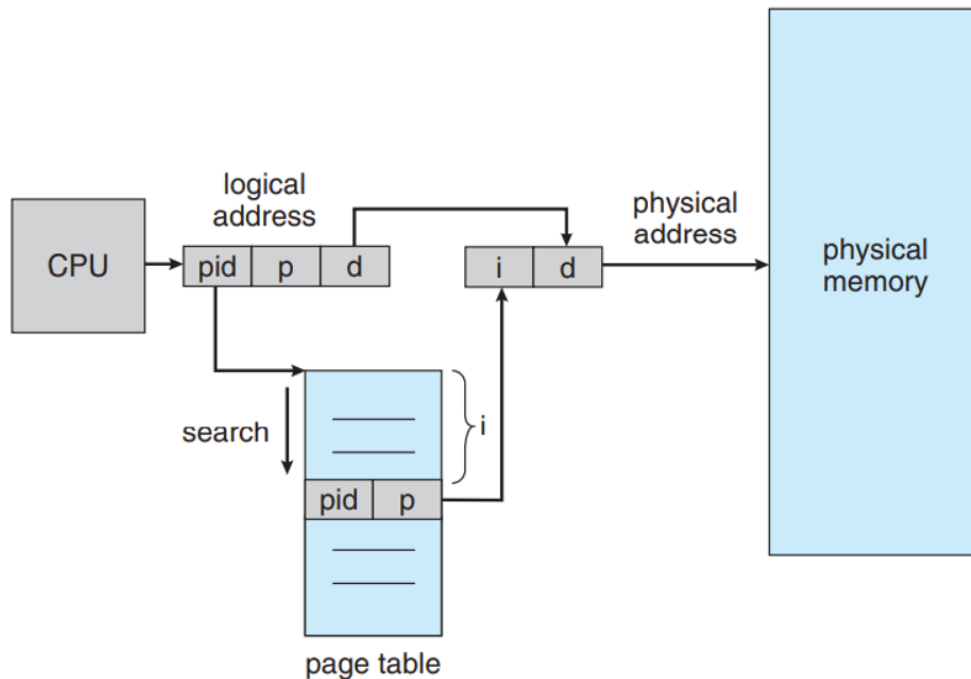 logical
address
physical
address
CPU
pid
p
d
i
d
physical
memory
search
i
pid
p
page table